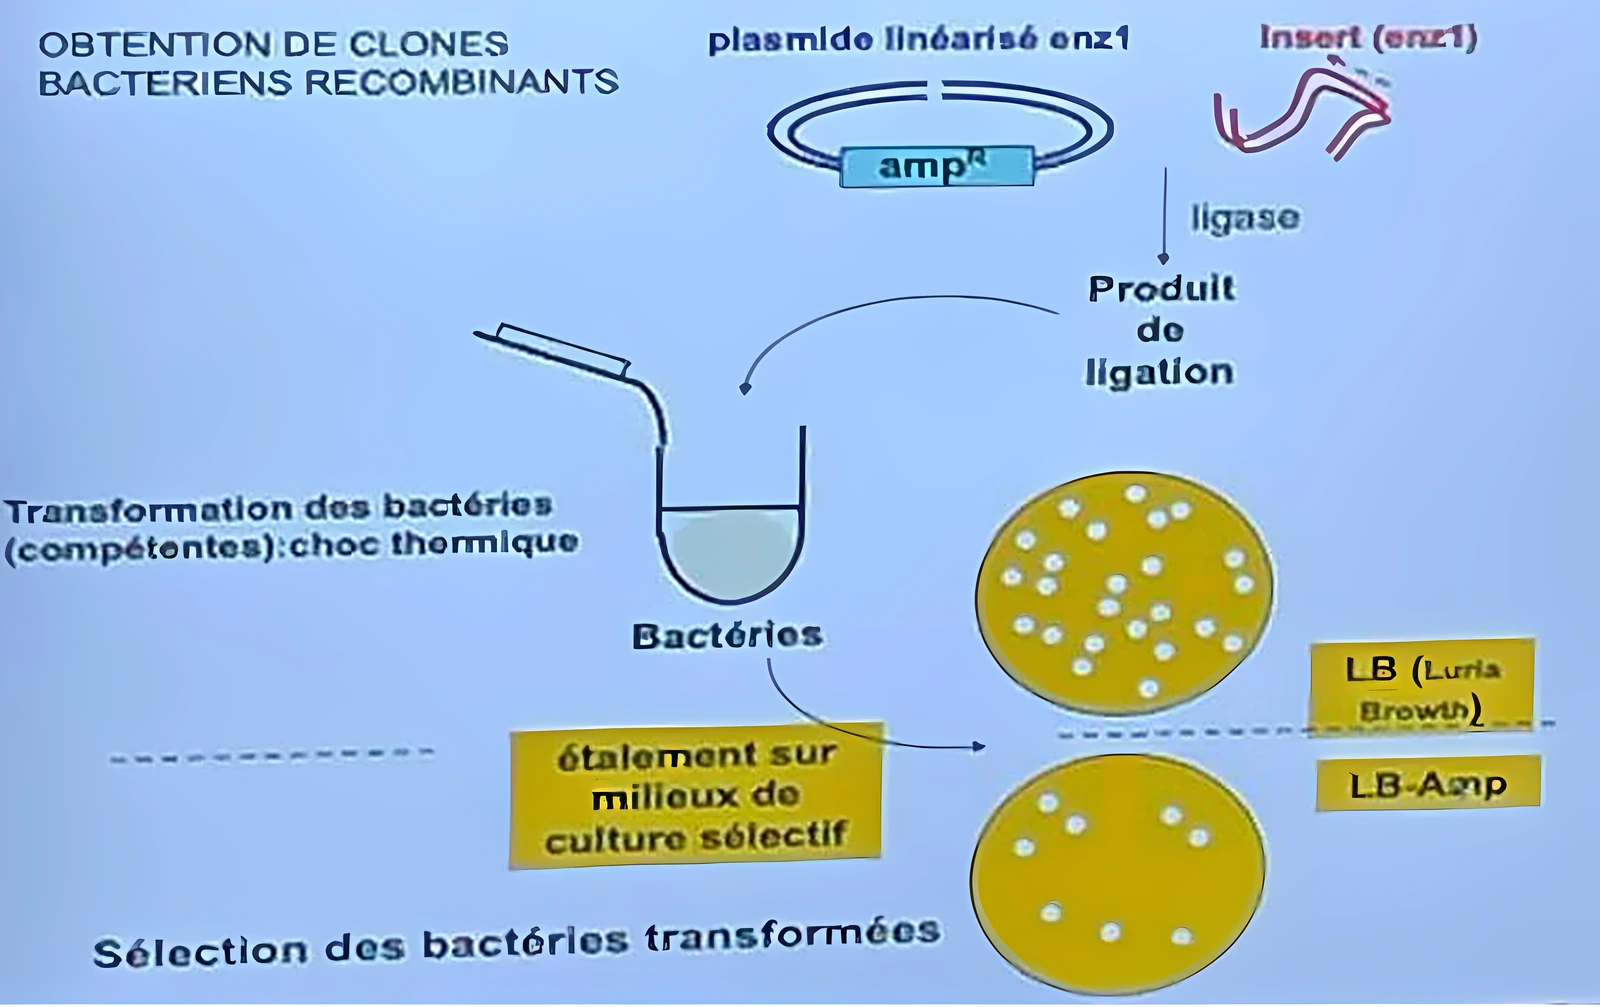 OBTENTION DE CLONES
BACTERIENS RECOMBINANTS
plasmide linéarisé enz1
Insert (enz1)
amp^R
ligase
Produit
de
ligation
Transformation des bactéries
(compétentes):choc thermique
Bactéries
LB (Luria
Browth)
LB-Amp
étalement sur
milieux de
culture sélectif
Sélection des bactéries transformées